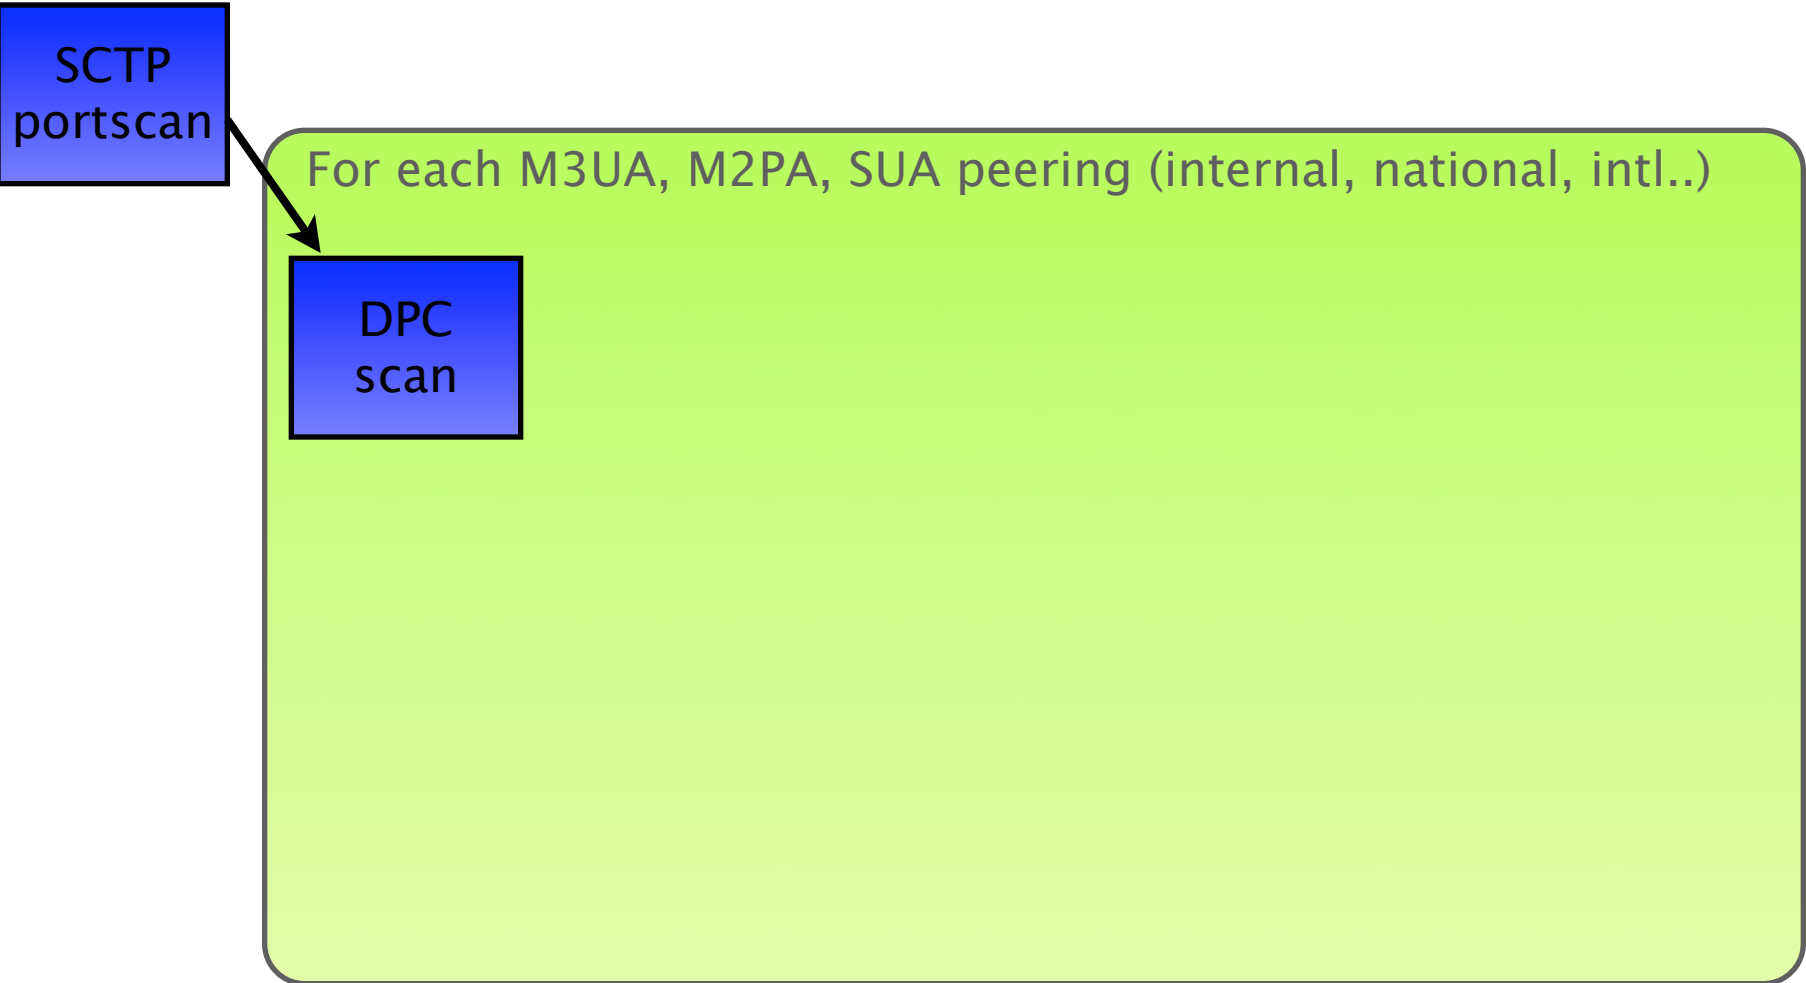 SCTP
portscan
For each M3UA, M2PA, SUA peering (internal, national, intl..)
DPC
scan